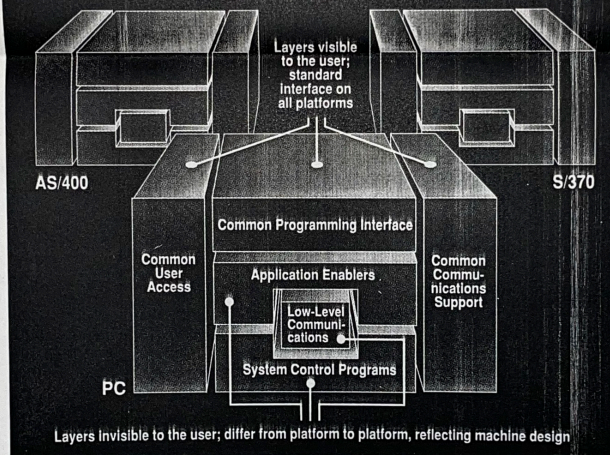 Layers visible
to the user;
standard
interface on
all platforms
AS/400
S/370
Common Programming Interface
Common
User
Access
Application Enablers
Common
Commu-
nications
Support
Low-Level
Communi-
cations
System Control Programs
PC
Layers Invisible to the user; differ from platform to platform, reflecting machine design